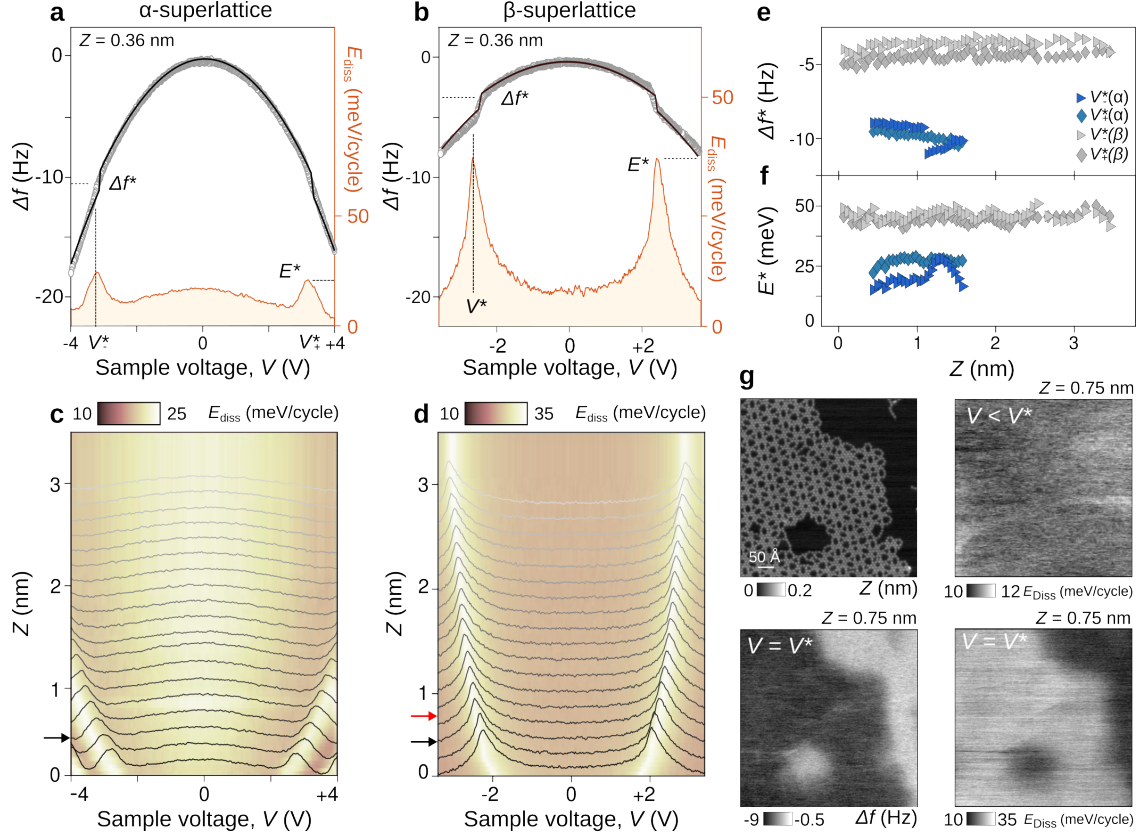 a
α-superlattice
Z = 0.36 nm
0
-10
-20
Δf (Hz)
Δf*
E*
50
0
E_diss (meV/cycle)
-4
V*_-
0
V*_+
+4
Sample voltage, V (V)
b
β-superlattice
Z = 0.36 nm
0
-10
-20
Δf (Hz)
Δf*
E*
V*
50
0
E_diss (meV/cycle)
-2
0
+2
Sample voltage, V (V)
e
-5
-10
Δf* (Hz)
V*_-(α)
V*_+(α)
V*_-(β)
V*_+(β)
f
50
25
0
E* (meV)
0
1
2
3
Z (nm)
c
10
25
E_diss (meV/cycle)
3
2
1
0
Z (nm)
-4
0
+4
Sample voltage, V (V)
d
10
35
E_diss (meV/cycle)
3
2
1
0
Z (nm)
-2
0
+2
Sample voltage, V (V)
g
50 Å
0
0.2
Z (nm)
Z = 0.75 nm
V < V*
10
12
E_Diss (meV/cycle)
Z = 0.75 nm
V = V*
-9
-0.5
Δf (Hz)
Z = 0.75 nm
V = V*
10
35
E_Diss (meV/cycle)